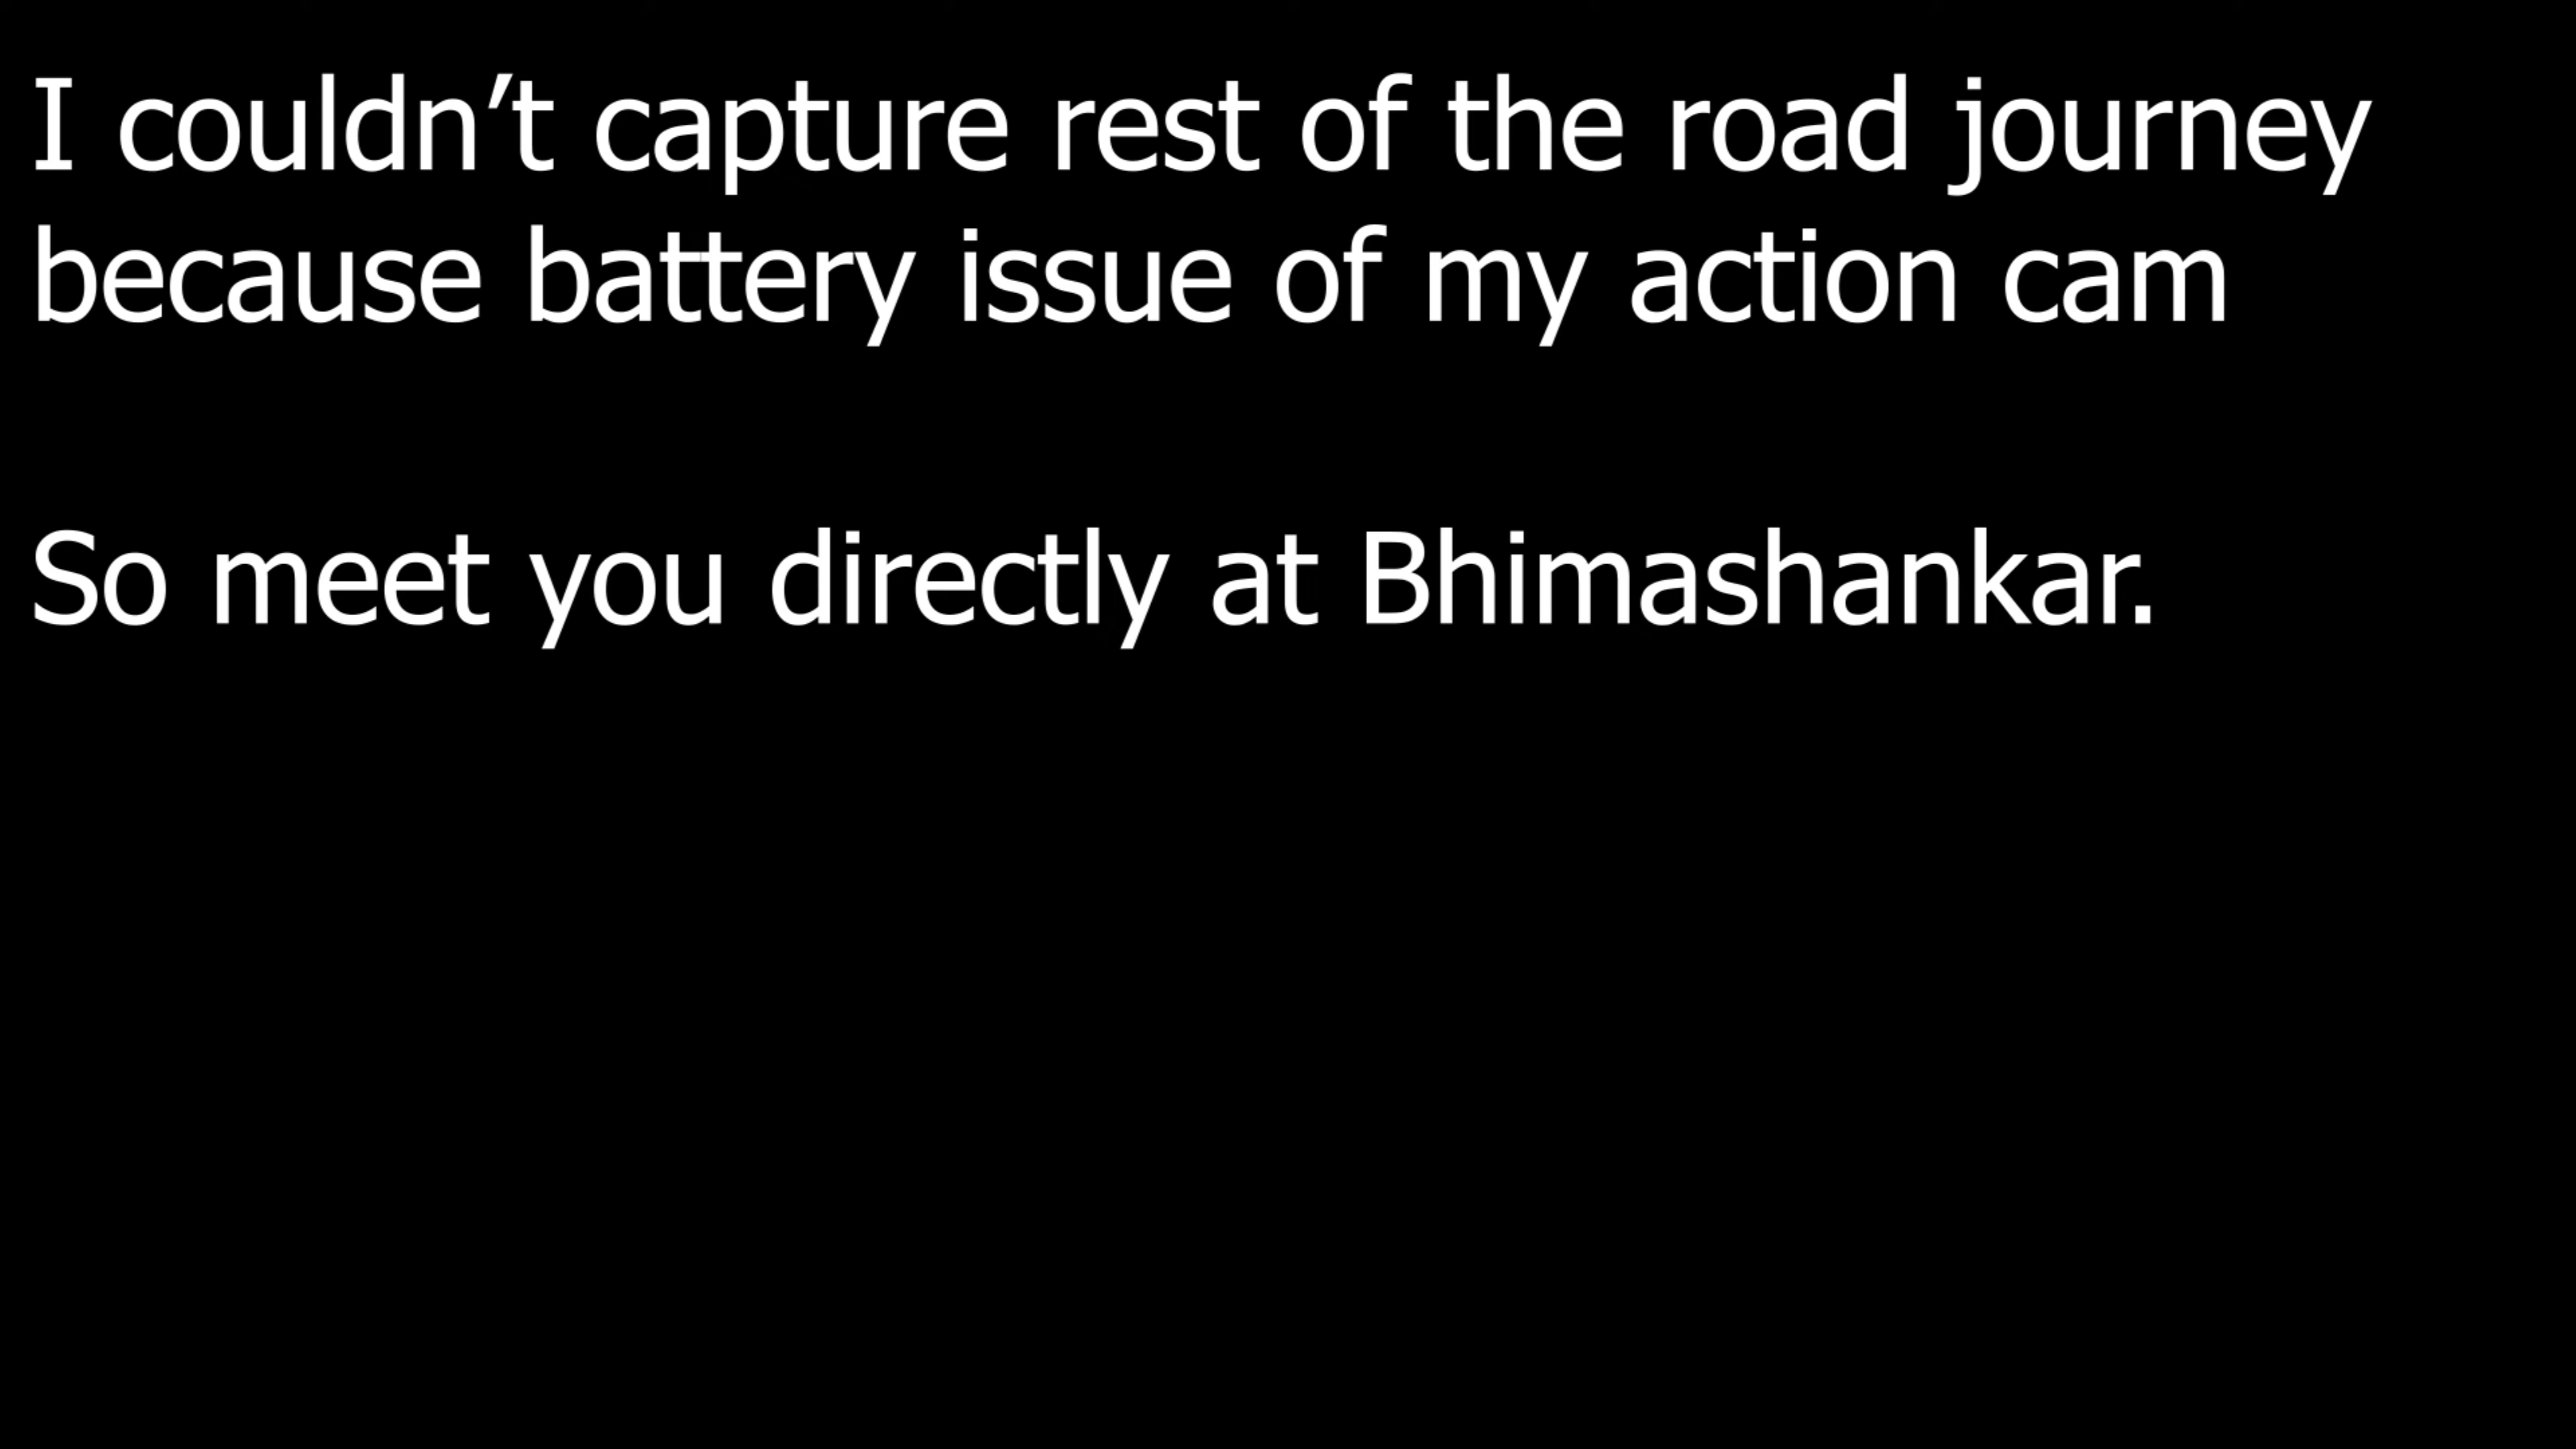 I couldn’t capture rest of the road journey
because battery issue of my action cam
So meet you directly at Bhimashankar.